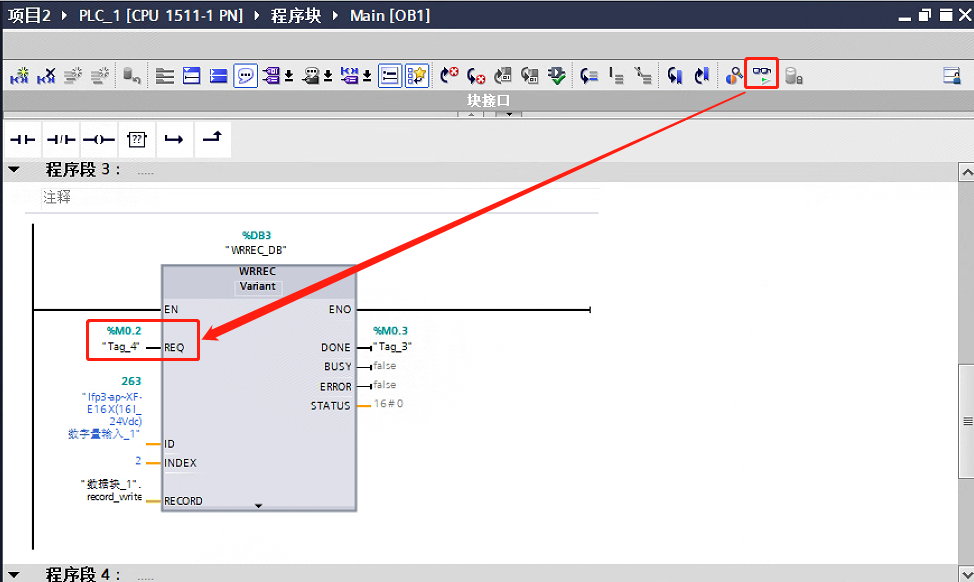 项目2 ▸ PLC_1 [CPU 1511-1 PN] ▸ 程序块 ▸ Main [OB1]
块接口
??
程序段 3： .....
注释
%DB3
"WRREC_DB"
WRREC
Variant
EN
ENO
%M0.2
"Tag_4"
REQ
%M0.3
DONE
"Tag_3"
BUSY
false
ERROR
false
STATUS
16#0
263
"Ifp3-ap~XF-
E16X(16I_
24Vdc)
数字量输入_1"
ID
2
INDEX
"数据块_1".
record_write
RECORD
程序段 4： .....